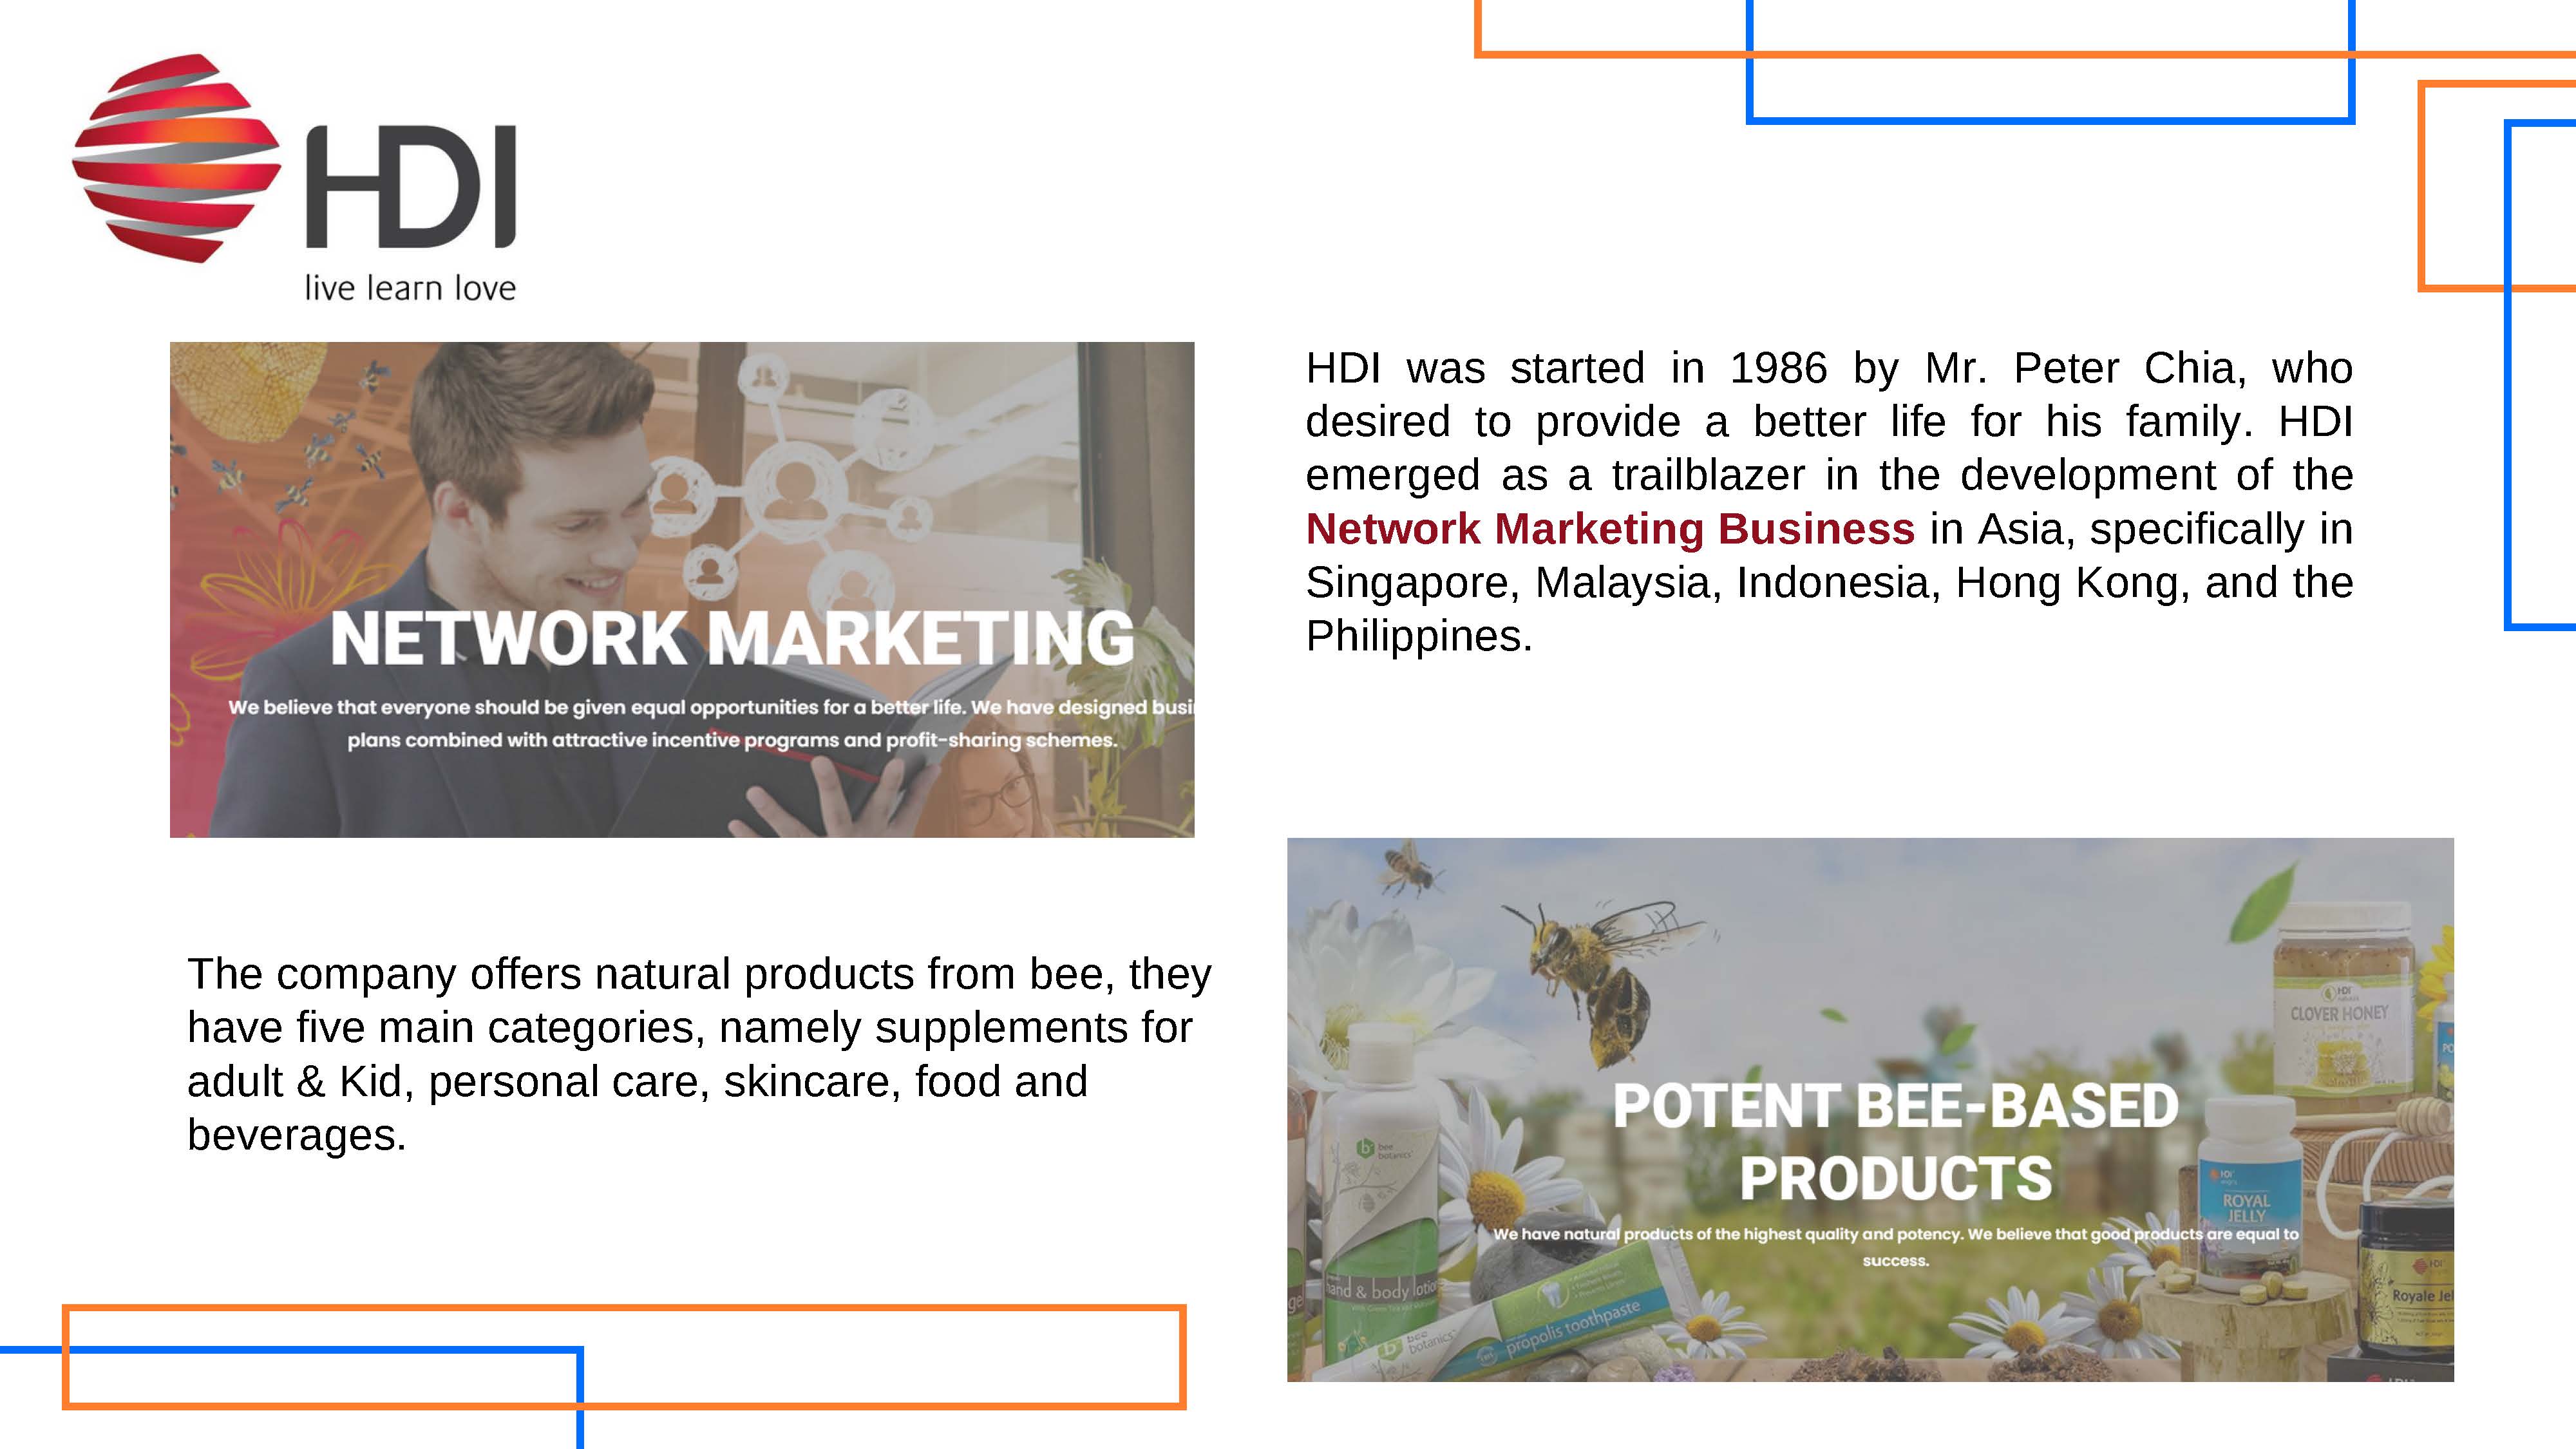 HDI
live learn love
HDI was started in 1986 by Mr. Peter Chia, who
desired to provide a better life for his family. HDI
emerged as a trailblazer in the development of the
Network Marketing Business in Asia, specifically in
Singapore, Malaysia, Indonesia, Hong Kong, and the
Philippines.
NETWORK MARKETING
We believe that everyone should be given equal opportunities for a better life. We have designed busi
plans combined with attractive incentive programs and profit-sharing schemes.
The company offers natural products from bee, they
have five main categories, namely supplements for
adult & Kid, personal care, skincare, food and
beverages.
POTENT BEE-BASED
PRODUCTS
We have natural products of the highest quality and potency. We believe that good products are equal to
success.
HDI
CLOVER HONEY
bee
botanics
hand & body lotio
bee
botanics
propolis toothpaste
HDI
ROYAL
JELLY
HDI
Royale Jel